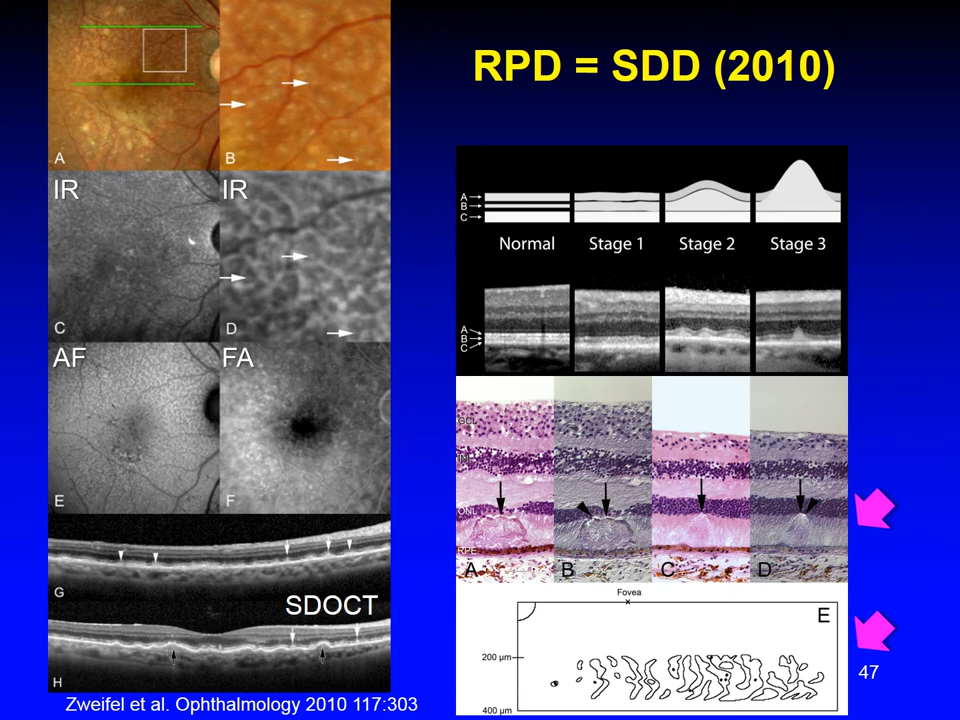 RPD = SDD (2010)
A
B
IR
IR
C
D
AF
FA
E
F
G
SDOCT
H
Zweifel et al. Ophthalmology 2010 117:303
A
B
C
Normal
Stage 1
Stage 2
Stage 3
A
B
C
GCL
INL
ONL
RPE
A
B
C
D
Fovea
x
E
200 µm
400 µm
47